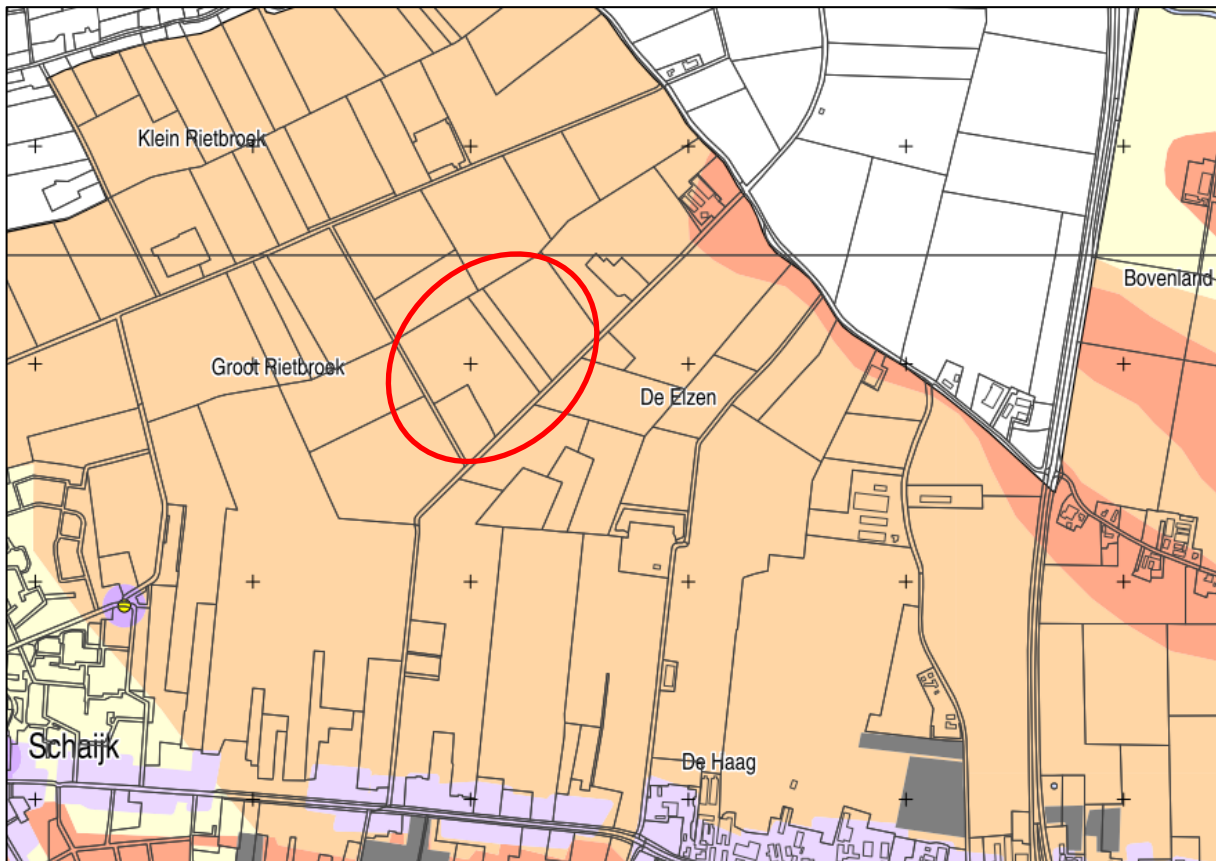 Klein Rietbroek
Bovenland
Groot Rietbroek
De Elzen
Schaijk
De Haag